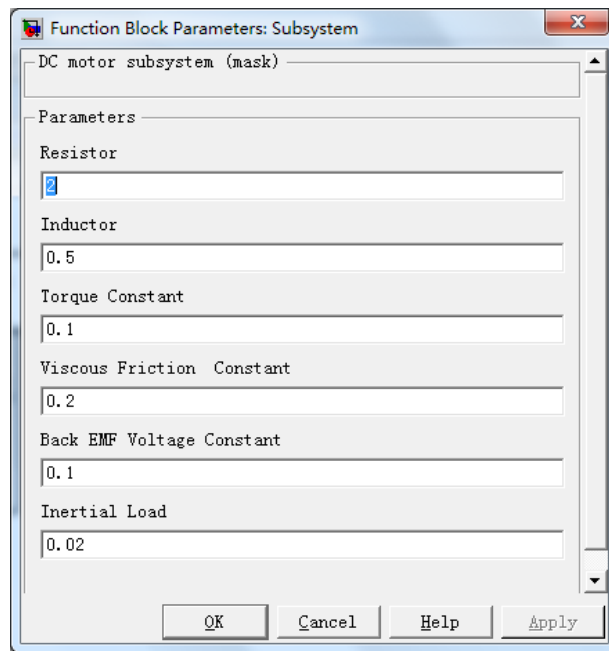 Function Block Parameters: Subsystem
DC motor subsystem (mask)
Parameters
Resistor
2
Inductor
0.5
Torque Constant
0.1
Viscous Friction  Constant
0.2
Back EMF Voltage Constant
0.1
Inertial Load
0.02
OK Cancel Help Apply